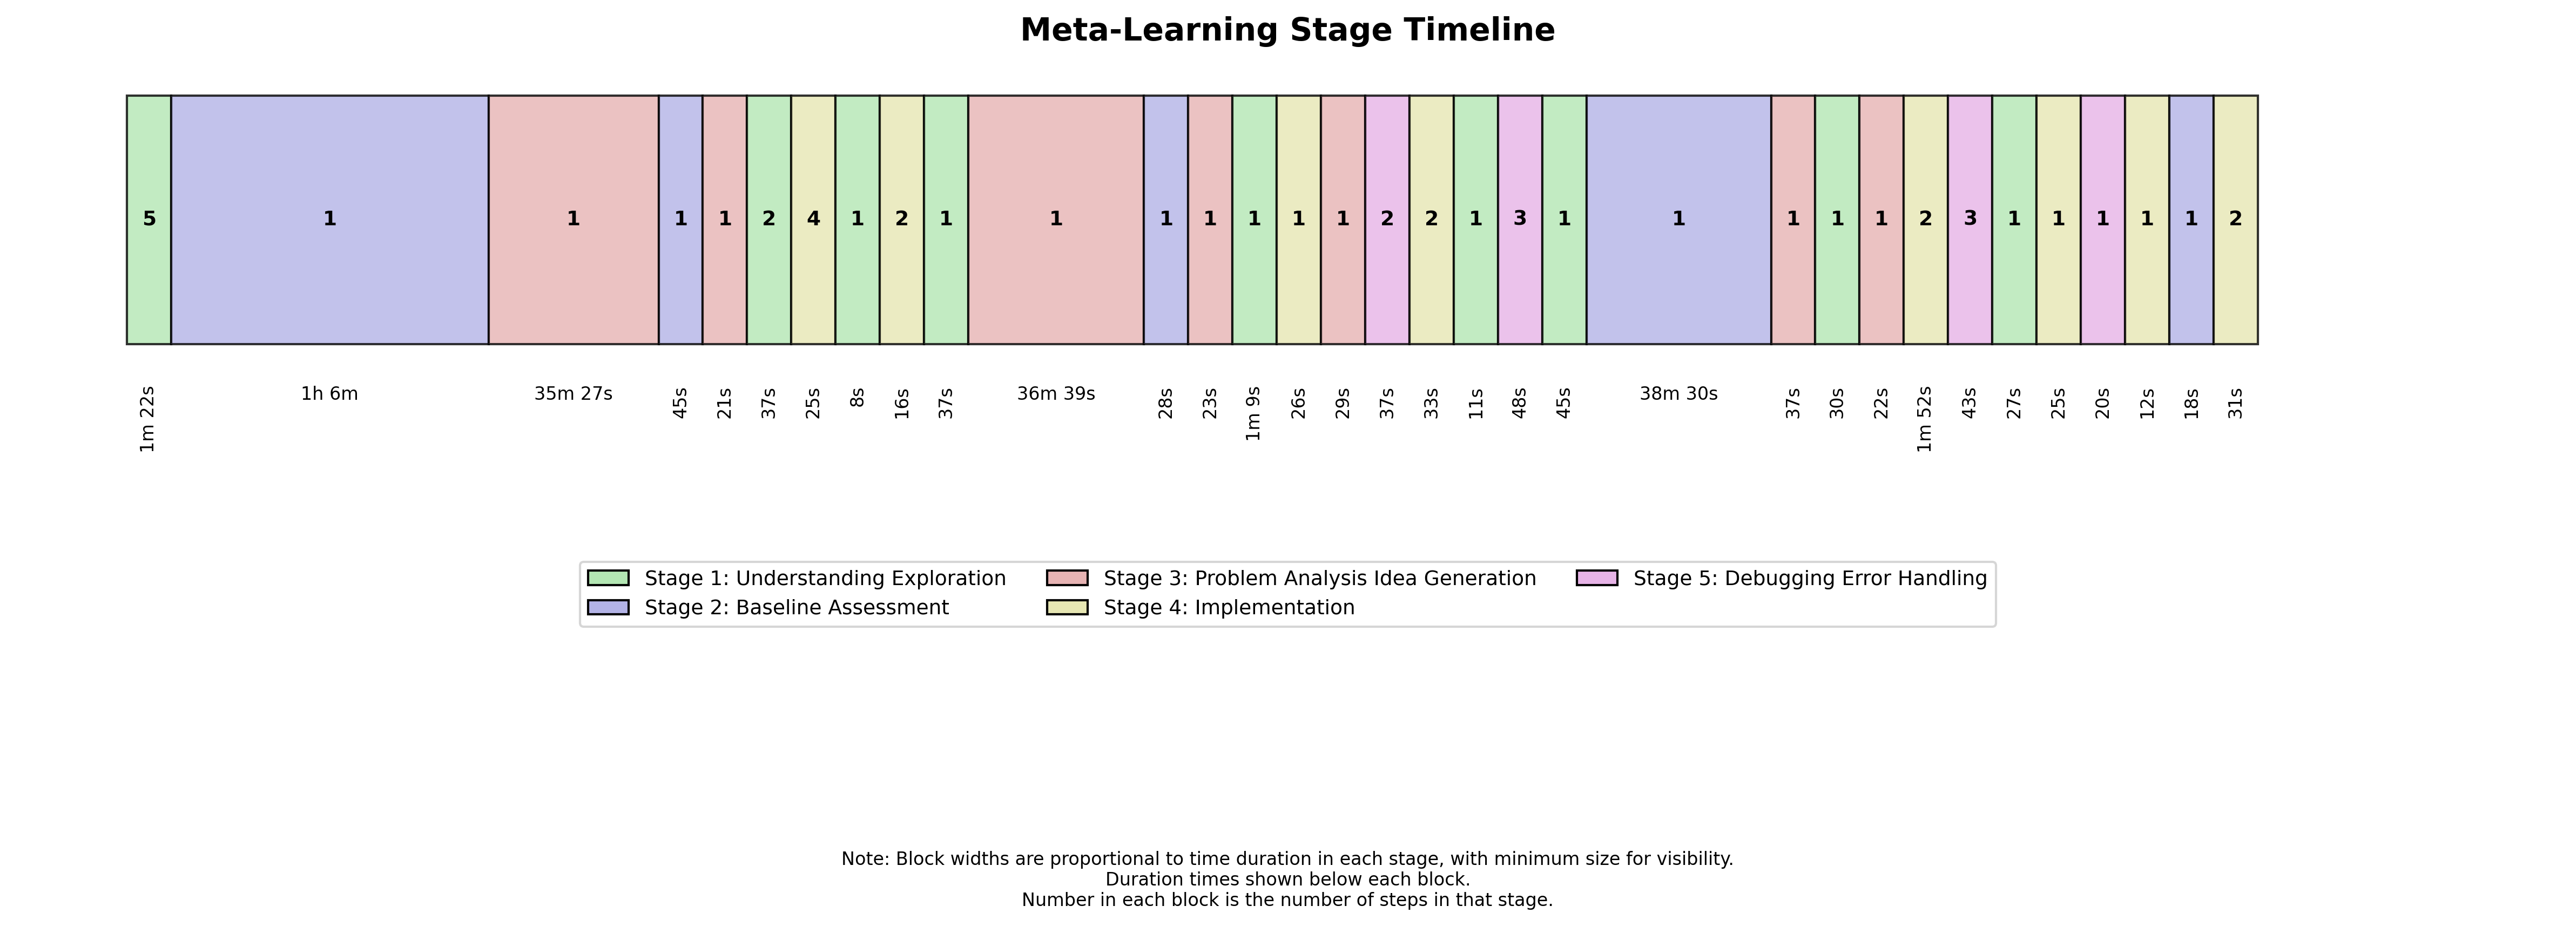 Meta-Learning Stage Timeline
5 1 1 1 1 2 4 1 2 1 1 1 1 1 1 1 2 2 1 3 1 1 1 1 1 2 3 1 1 1 1 1 2
1m 22s 1h 6m 35m 27s 45s 21s 37s 25s 8s 16s 37s 36m 39s 28s 23s 1m 9s 26s 29s 37s 33s 11s 48s 45s 38m 30s 37s 30s 22s 1m 52s 43s 27s 25s 20s 12s 18s 31s
Stage 1: Understanding Exploration
Stage 2: Baseline Assessment
Stage 3: Problem Analysis Idea Generation
Stage 4: Implementation
Stage 5: Debugging Error Handling
Note: Block widths are proportional to time duration in each stage, with minimum size for visibility.
Duration times shown below each block.
Number in each block is the number of steps in that stage.